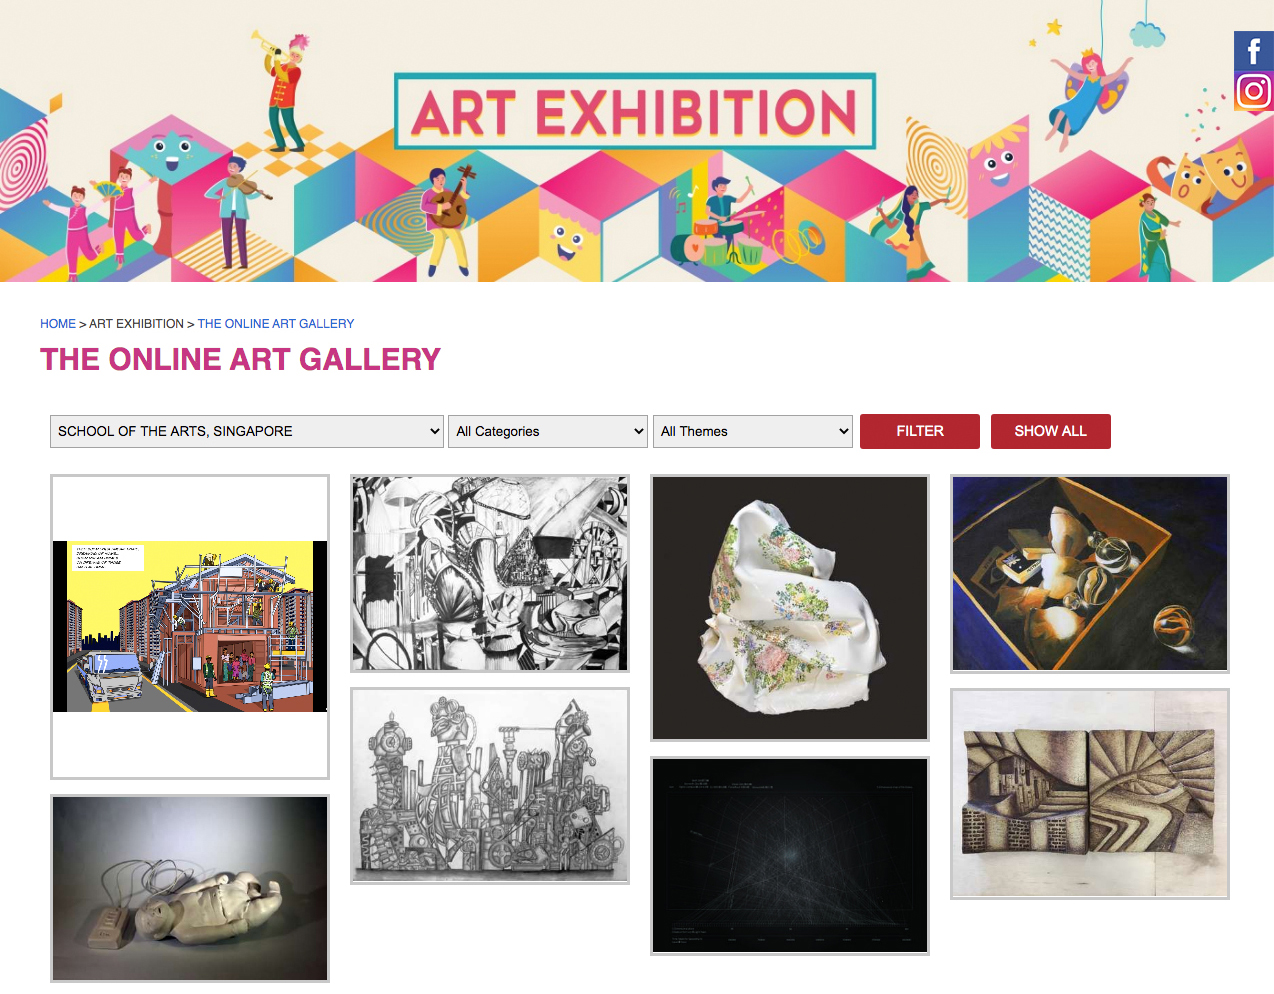 ART EXHIBITION
HOME > ART EXHIBITION > THE ONLINE ART GALLERY
THE ONLINE ART GALLERY
SCHOOL OF THE ARTS, SINGAPORE All Categories All Themes FILTER SHOW ALL